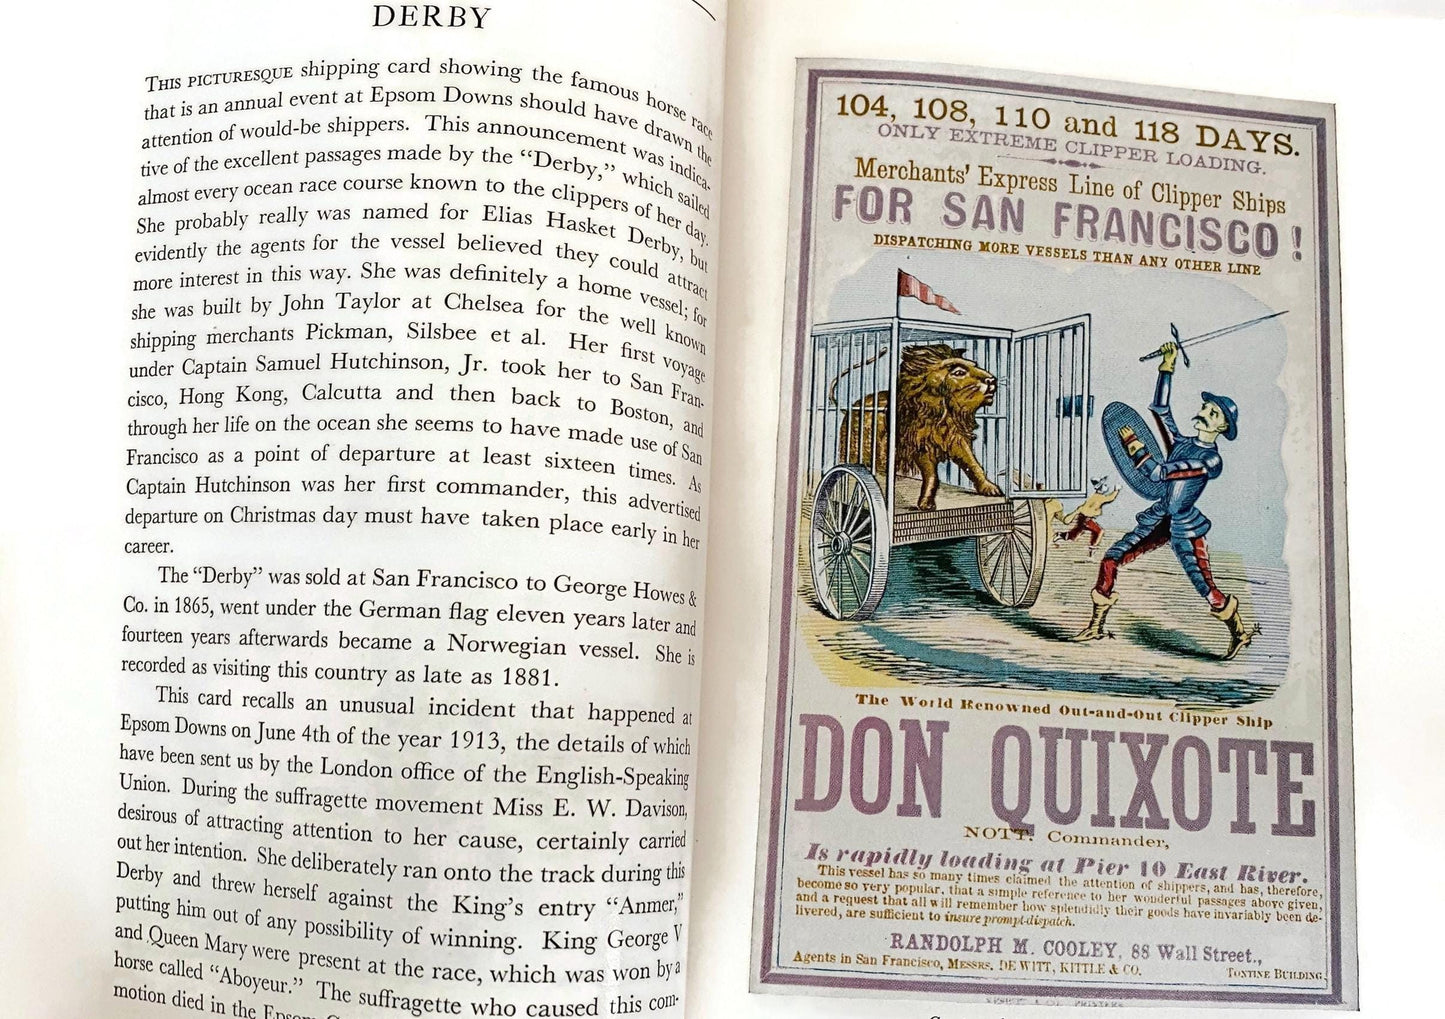 DERBY
THIS PICTURESQUE shipping card showing the famous horse race
that is an annual event at Epsom Downs should have drawn the
attention of would-be shippers. This announcement was indica-
tive of the excellent passages made by the "Derby," which sailed
almost every ocean race course known to the clippers of her day.
She probably really was named for Elias Hasket Derby, but
evidently the agents for the vessel believed they could attract
more interest in this way. She was definitely a home vessel; for
she was built by John Taylor at Chelsea for the well known
shipping merchants Pickman, Silsbee et al. Her first voyage
under Captain Samuel Hutchinson, Jr. took her to San Fran-
cisco, Hong Kong, Calcutta and then back to Boston, and
through her life on the ocean she seems to have made use of San
Francisco as a point of departure at least sixteen times. As
Captain Hutchinson was her first commander, this advertised
departure on Christmas day must have taken place early in her
career.
The "Derby" was sold at San Francisco to George Howes &
Co. in 1865, went under the German flag eleven years later and
fourteen years afterwards became a Norwegian vessel. She is
recorded as visiting this country as late as 1881.
This card recalls an unusual incident that happened at
Epsom Downs on June 4th of the year 1913, the details of which
have been sent us by the London office of the English-Speaking
Union. During the suffragette movement Miss E. W. Davison,
desirous of attracting attention to her cause, certainly carried
out her intention. She deliberately ran onto the track during this
Derby and threw herself against the King's entry "Anmer,"
putting him out of any possibility of winning. King George V
and Queen Mary were present at the race, which was won by a
horse called "Aboyeur." The suffragette who caused this com-
motion died in the
104, 108, 110 and 118 DAYS.
ONLY EXTREME CLIPPER LOADING.
Merchants' Express Line of Clipper Ships
FOR SAN FRANCISCO!
DISPATCHING MORE VESSELS THAN ANY OTHER LINE
The World Renowned Out-and-Out Clipper Ship
DON QUIXOTE
NOTT, Commander,
Is rapidly loading at Pier 10 East River.
This vessel has so many times claimed the attention of shippers, and has, therefore,
become so very popular, that a simple reference to her wonderful passages above given,
and a request that all will remember how splendidly their goods have invariably been de-
livered, are sufficient to insure prompt dispatch.
RANDOLPH M. COOLEY, 88 Wall Street.,
Agents in San Francisco, MESSRS. DE WITT, KITTLE & CO. TONTINE BUILDING.